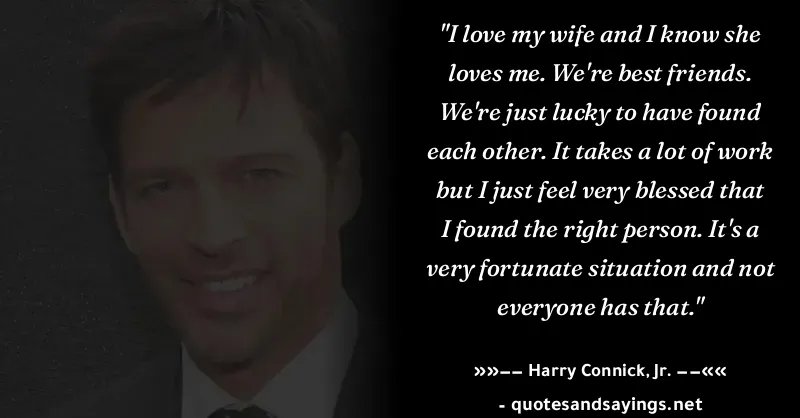 "I love my wife and I know she
loves me. We're best friends.
We're just lucky to have found
each other. It takes a lot of work
but I just feel very blessed that
I found the right person. It's a
very fortunate situation and not
everyone has that."
»»–– Harry Connick, Jr. ––««
- quotesandsayings.net